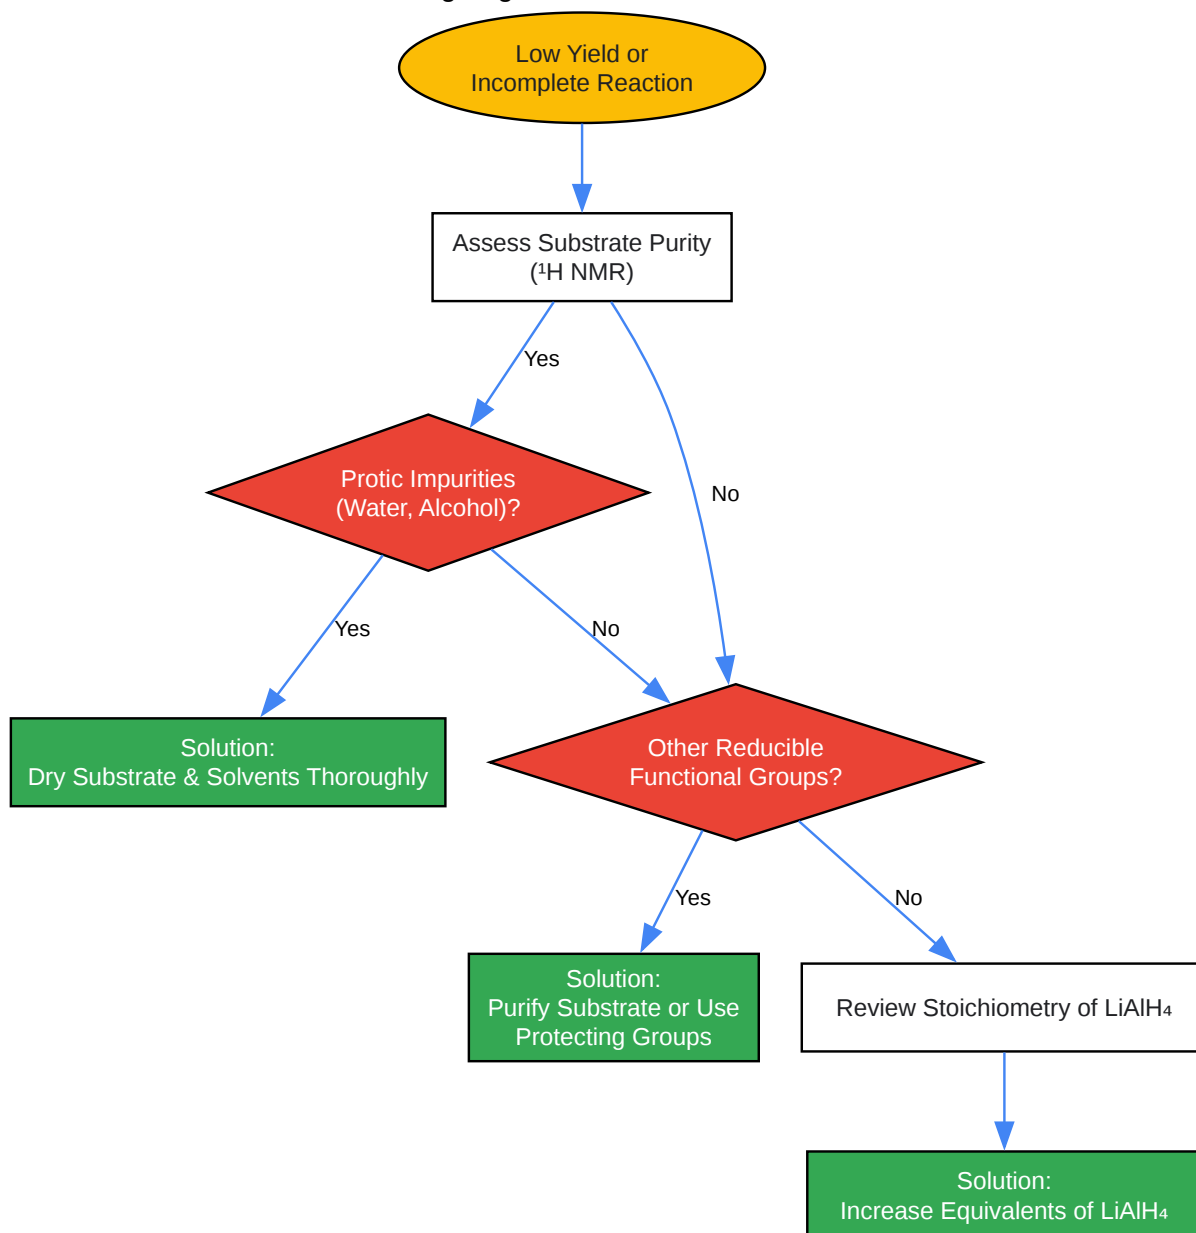 Low Yield or
Incomplete Reaction
Assess Substrate Purity
(¹H NMR)
Yes
No
Protic Impurities
(Water, Alcohol)?
Yes
No
Solution:
Dry Substrate & Solvents Thoroughly
Other Reducible
Functional Groups?
Yes
No
Solution:
Purify Substrate or Use
Protecting Groups
Review Stoichiometry of LiAlH₄
Solution:
Increase Equivalents of LiAlH₄